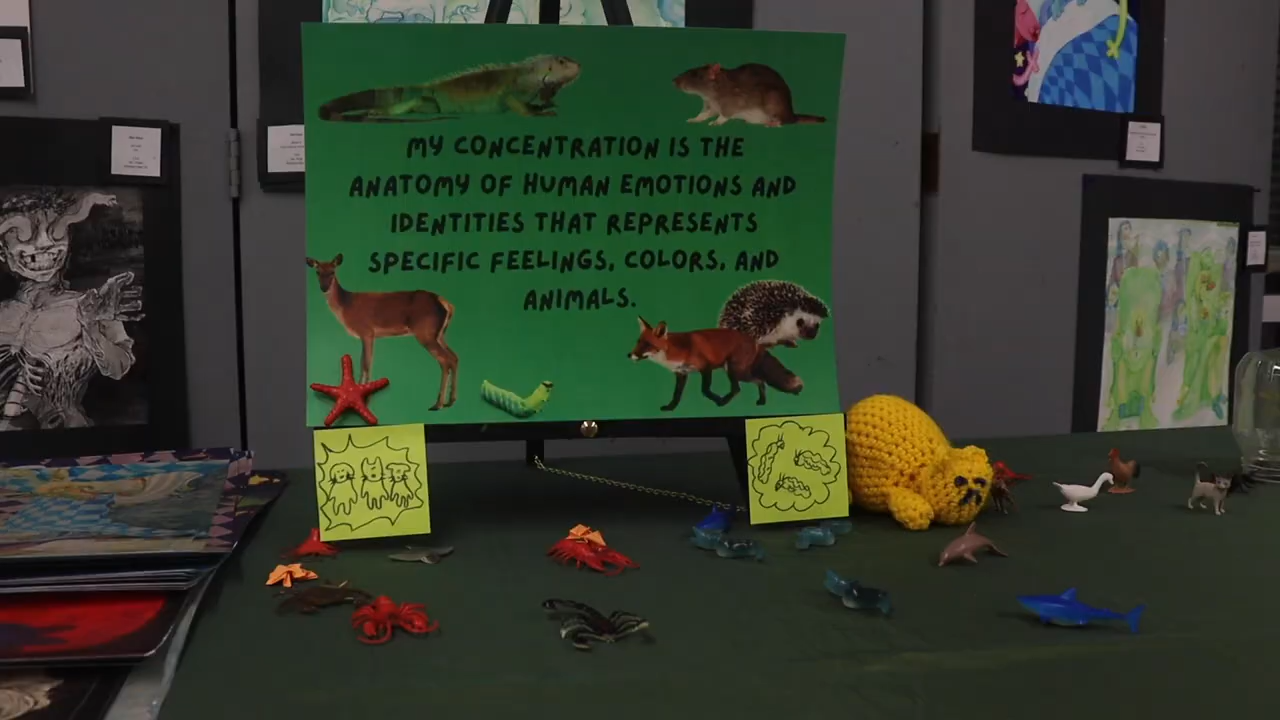 MY CONCENTRATION IS THE
ANATOMY OF HUMAN EMOTIONS AND
IDENTITIES THAT REPRESENTS
SPECIFIC FEELINGS, COLORS, AND
ANIMALS.